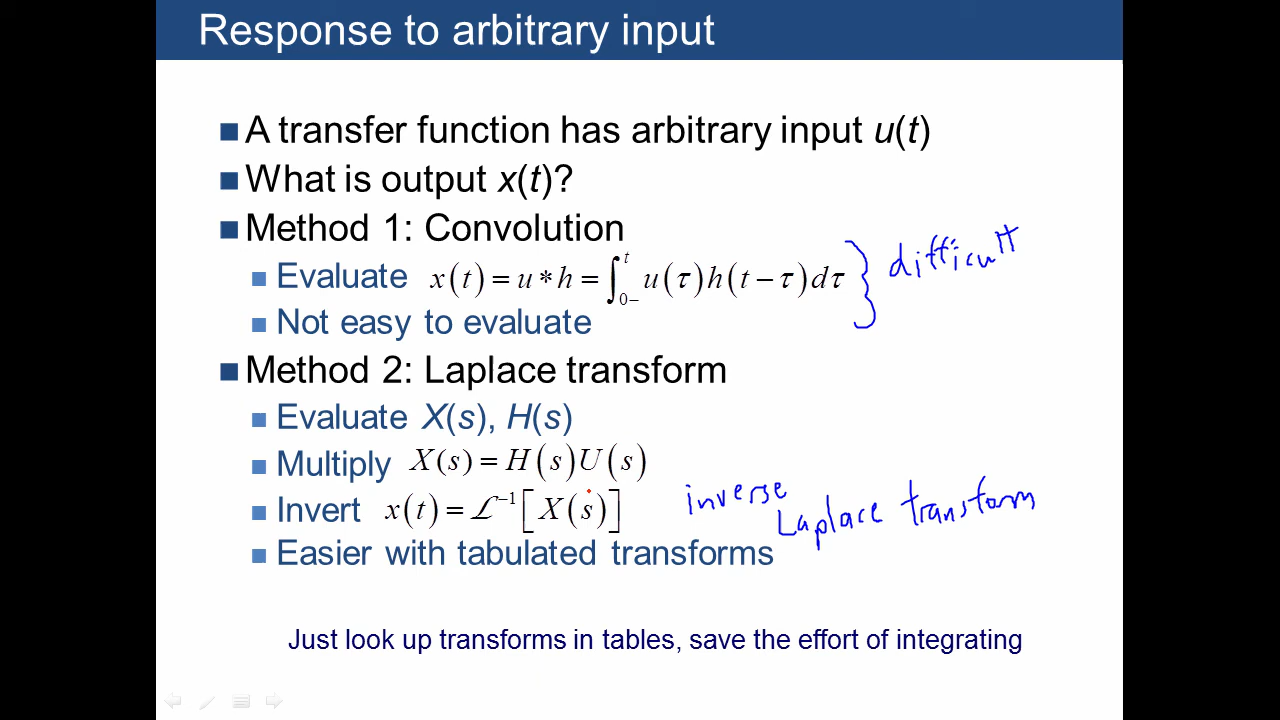 Response to arbitrary input
A transfer function has arbitrary input u(t)
What is output x(t)?
Method 1: Convolution
Evaluate x(t) = u * h = ∫₀₋ᵗ u(τ)h(t − τ)dτ } difficult
Not easy to evaluate
Method 2: Laplace transform
Evaluate X(s), H(s)
Multiply X(s) = H(s)U(s)
Invert x(t) = ℒ⁻¹[X(s)] inverse Laplace transform
Easier with tabulated transforms
Just look up transforms in tables, save the effort of integrating